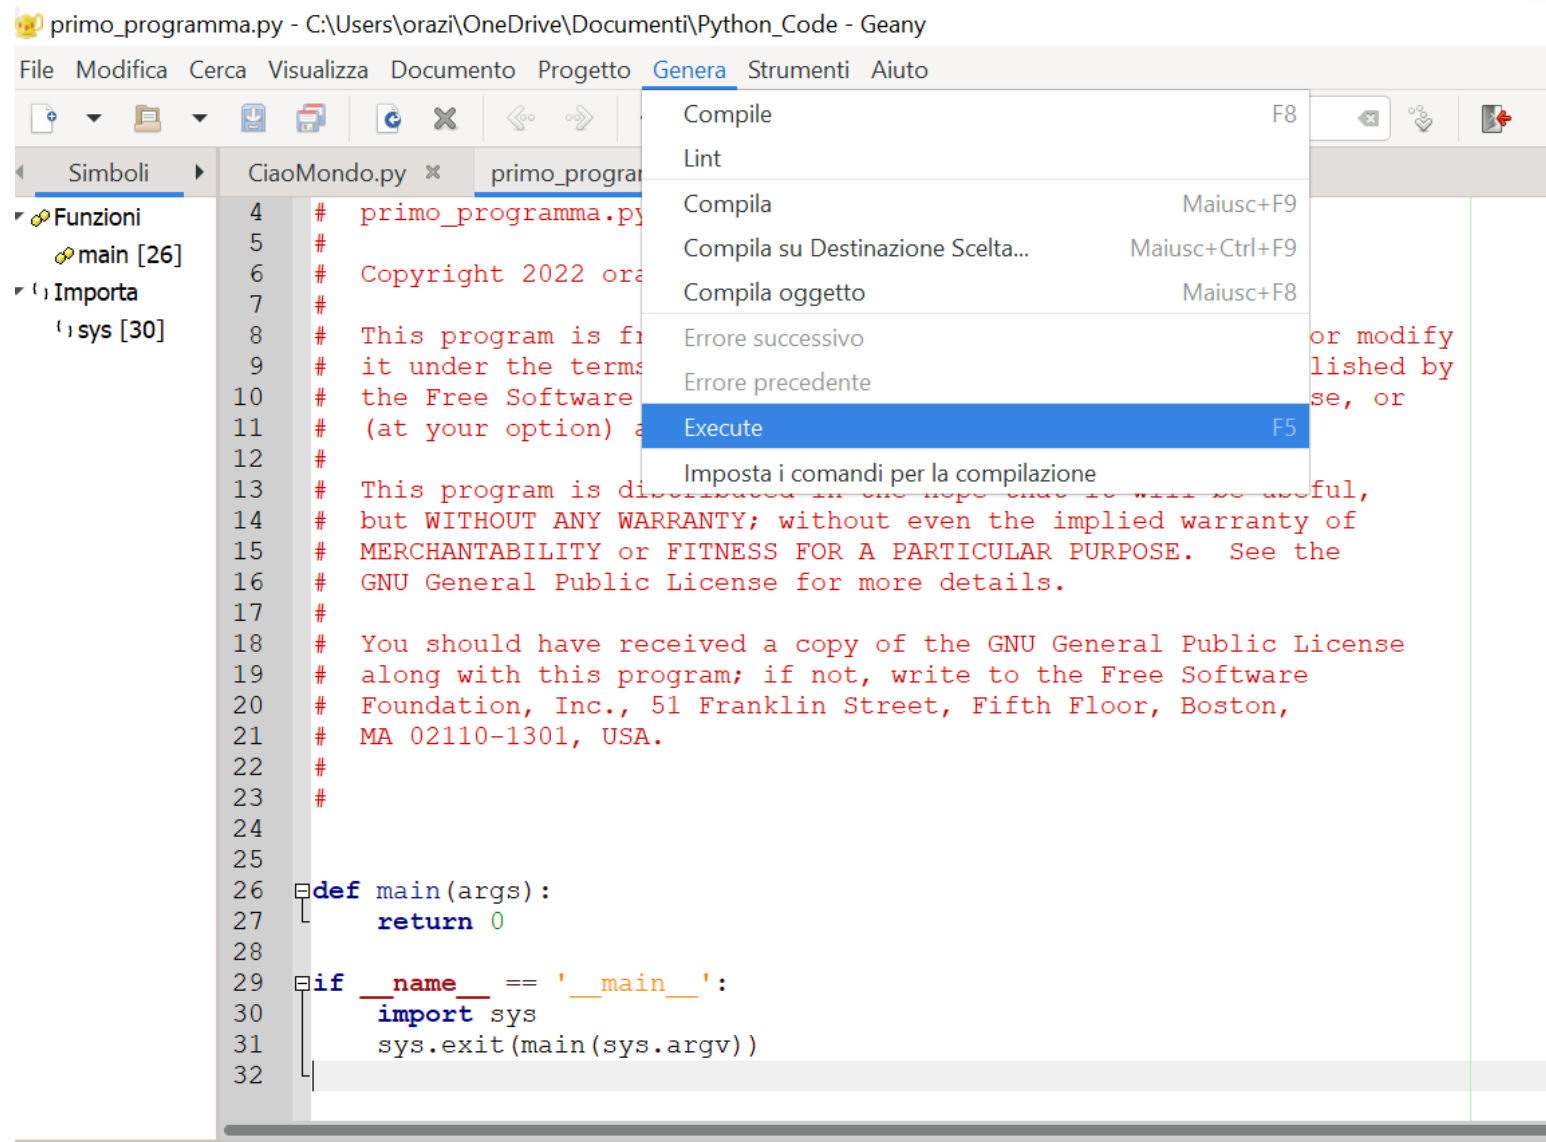 primo_programma.py - C:\Users\orazi\OneDrive\Documenti\Python_Code - Geany
File Modifica Cerca Visualizza Documento Progetto Genera Strumenti Aiuto
Compile F8
Lint
Compila Maiusc+F9
Compila su Destinazione Scelta... Maiusc+Ctrl+F9
Compila oggetto Maiusc+F8
Errore successivo
Errore precedente
Execute F5
Imposta i comandi per la compilazione
Simboli
CiaoMondo.py
Funzioni
main [26]
Importa
sys [30]
4 # primo_programma.py
5 #
6 # Copyright 2022
7 #
8 # This program is or modify
9 # it under the terms lished by
10 # the Free Software se, or
11 # (at your option)
12 #
13 # This program is distributed in the hope that it will be useful,
14 # but WITHOUT ANY WARRANTY; without even the implied warranty of
15 # MERCHANTABILITY or FITNESS FOR A PARTICULAR PURPOSE. See the
16 # GNU General Public License for more details.
17 #
18 # You should have received a copy of the GNU General Public License
19 # along with this program; if not, write to the Free Software
20 # Foundation, Inc., 51 Franklin Street, Fifth Floor, Boston,
21 # MA 02110-1301, USA.
22 #
23 #
24
25
26 def main(args):
27 return 0
28
29 if __name__ == '__main__':
30 import sys
31 sys.exit(main(sys.argv))
32